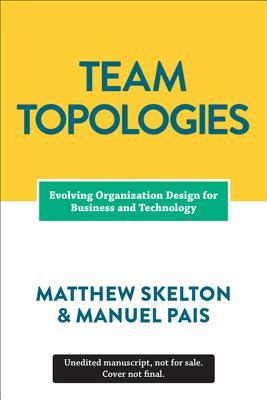 TEAM
TOPOLOGIES
Evolving Organization Design for
Business and Technology
MATTHEW SKELTON
& MANUEL PAIS
Unedited manuscript, not for sale.
Cover not final.